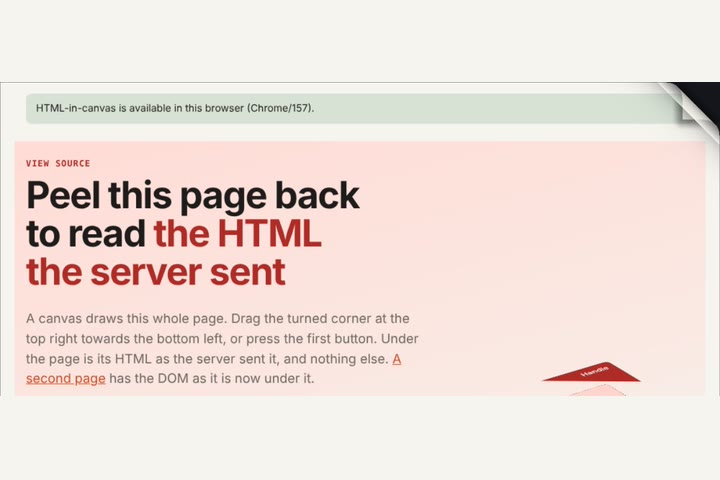 HTML-in-canvas is available in this browser (Chrome/157).
VIEW SOURCE
Peel this page back
to read the HTML
the server sent
A canvas draws this whole page. Drag the turned corner at the
top right towards the bottom left, or press the first button. Under
the page is its HTML as the server sent it, and nothing else. A
second page has the DOM as it is now under it.
Handle